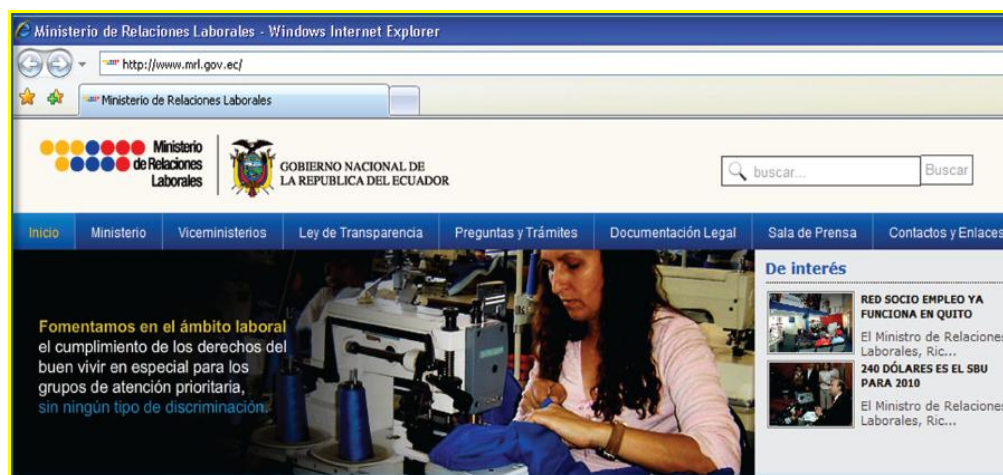 Ministerio de Relaciones Laborales - Windows Internet Explorer
http://www.mrl.gov.ec/
Ministerio de Relaciones Laborales
Ministerio
de Relaciones
Laborales
GOBIERNO NACIONAL DE
LA REPUBLICA DEL ECUADOR
buscar...
Buscar
Inicio Ministerio Viceministerios Ley de Transparencia Preguntas y Trámites Documentación Legal Sala de Prensa Contactos y Enlaces
Fomentamos en el ámbito laboral
el cumplimiento de los derechos del
buen vivir en especial para los
grupos de atención prioritaria,
sin ningún tipo de discriminación.
De interés
RED SOCIO EMPLEO YA
FUNCIONA EN QUITO
El Ministro de Relaciones
Laborales, Ric...
240 DÓLARES ES EL SBU
PARA 2010
El Ministro de Relaciones
Laborales, Ric...